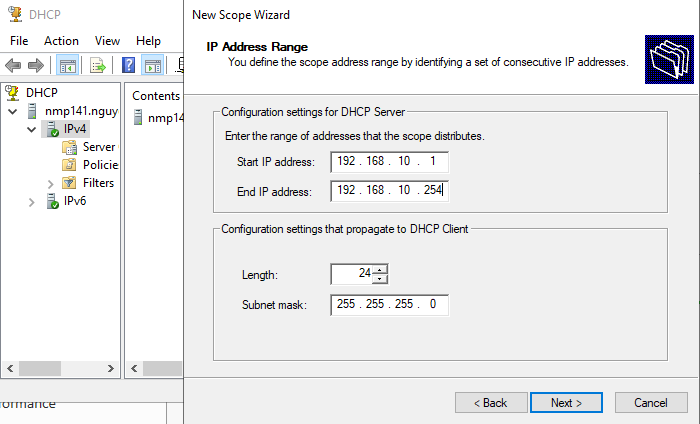 DHCP
File Action View Help
DHCP
nmp141.nguy
IPv4
Server
Policie
Filters
IPv6
Contents
nmp14
New Scope Wizard
IP Address Range
You define the scope address range by identifying a set of consecutive IP addresses.
Configuration settings for DHCP Server
Enter the range of addresses that the scope distributes.
Start IP address: 192 . 168 . 10 . 1
End IP address: 192 . 168 . 10 . 254
Configuration settings that propagate to DHCP Client
Length: 24
Subnet mask: 255 . 255 . 255 . 0
< Back Next > Cancel
formance